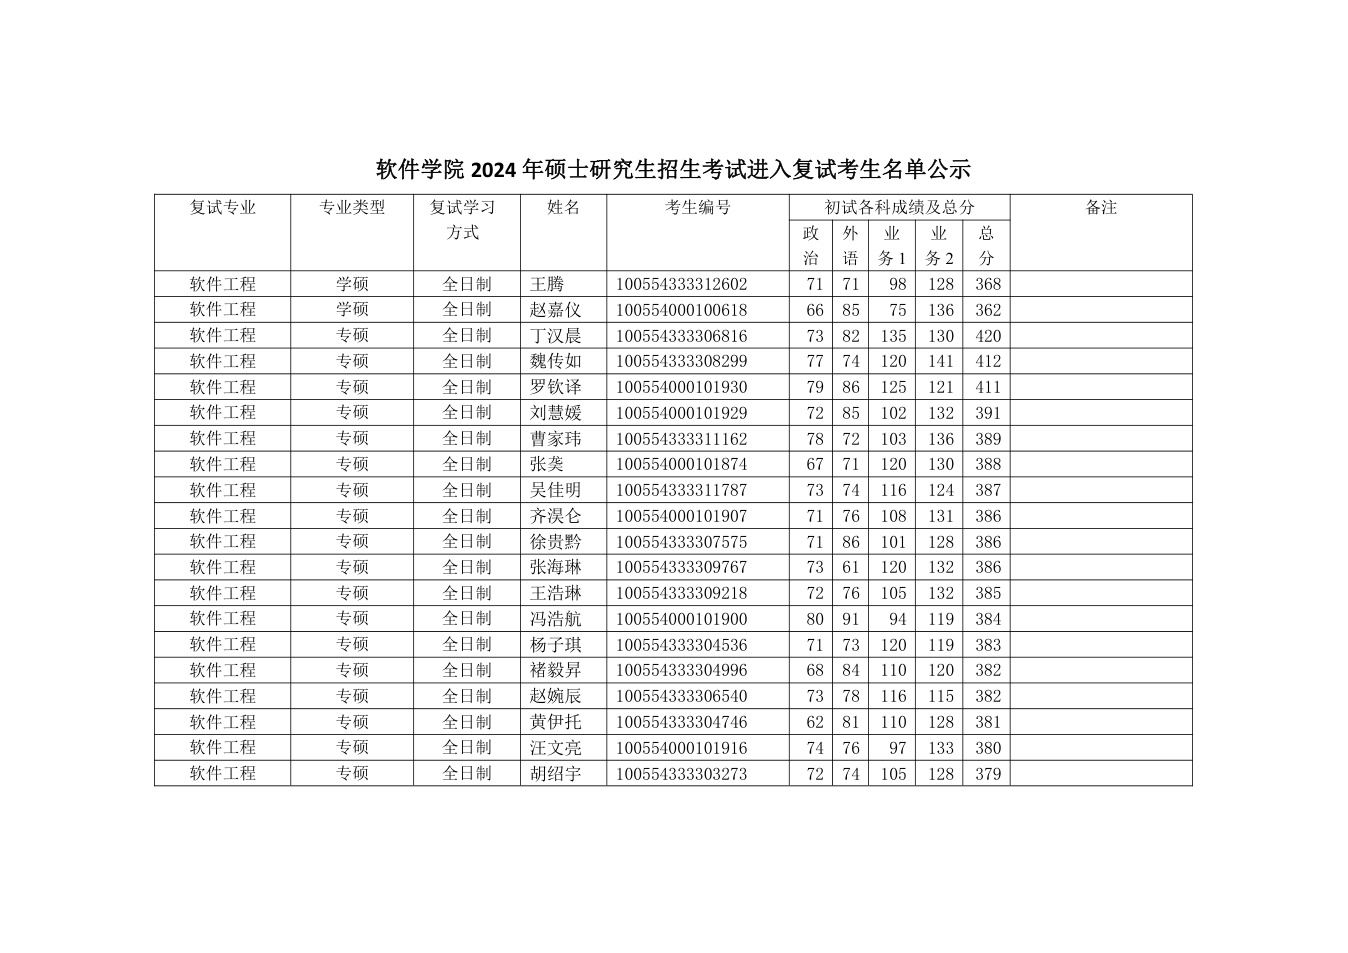 软件学院 2024 年硕士研究生招生考试进入复试考生名单公示
复试专业 专业类型 复试学习方式 姓名 考生编号 初试各科成绩及总分 备注
政治 外语 业务1 业务2 总分
软件工程 学硕 全日制 王腾 100554333312602 71 71 98 128 368
软件工程 学硕 全日制 赵嘉仪 100554000100618 66 85 75 136 362
软件工程 专硕 全日制 丁汉晨 100554333306816 73 82 135 130 420
软件工程 专硕 全日制 魏传如 100554333308299 77 74 120 141 412
软件工程 专硕 全日制 罗钦译 100554000101930 79 86 125 121 411
软件工程 专硕 全日制 刘慧媛 100554000101929 72 85 102 132 391
软件工程 专硕 全日制 曹家玮 100554333311162 78 72 103 136 389
软件工程 专硕 全日制 张龚 100554000101874 67 71 120 130 388
软件工程 专硕 全日制 吴佳明 100554333311787 73 74 116 124 387
软件工程 专硕 全日制 齐淏仑 100554000101907 71 76 108 131 386
软件工程 专硕 全日制 徐贵黔 100554333307575 71 86 101 128 386
软件工程 专硕 全日制 张海琳 100554333309767 73 61 120 132 386
软件工程 专硕 全日制 王浩琳 100554333309218 72 76 105 132 385
软件工程 专硕 全日制 冯浩航 100554000101900 80 91 94 119 384
软件工程 专硕 全日制 杨子琪 100554333304536 71 73 120 119 383
软件工程 专硕 全日制 褚毅昇 100554333304996 68 84 110 120 382
软件工程 专硕 全日制 赵婉辰 100554333306540 73 78 116 115 382
软件工程 专硕 全日制 黄伊托 100554333304746 62 81 110 128 381
软件工程 专硕 全日制 汪文亮 100554000101916 74 76 97 133 380
软件工程 专硕 全日制 胡绍宇 100554333303273 72 74 105 128 379